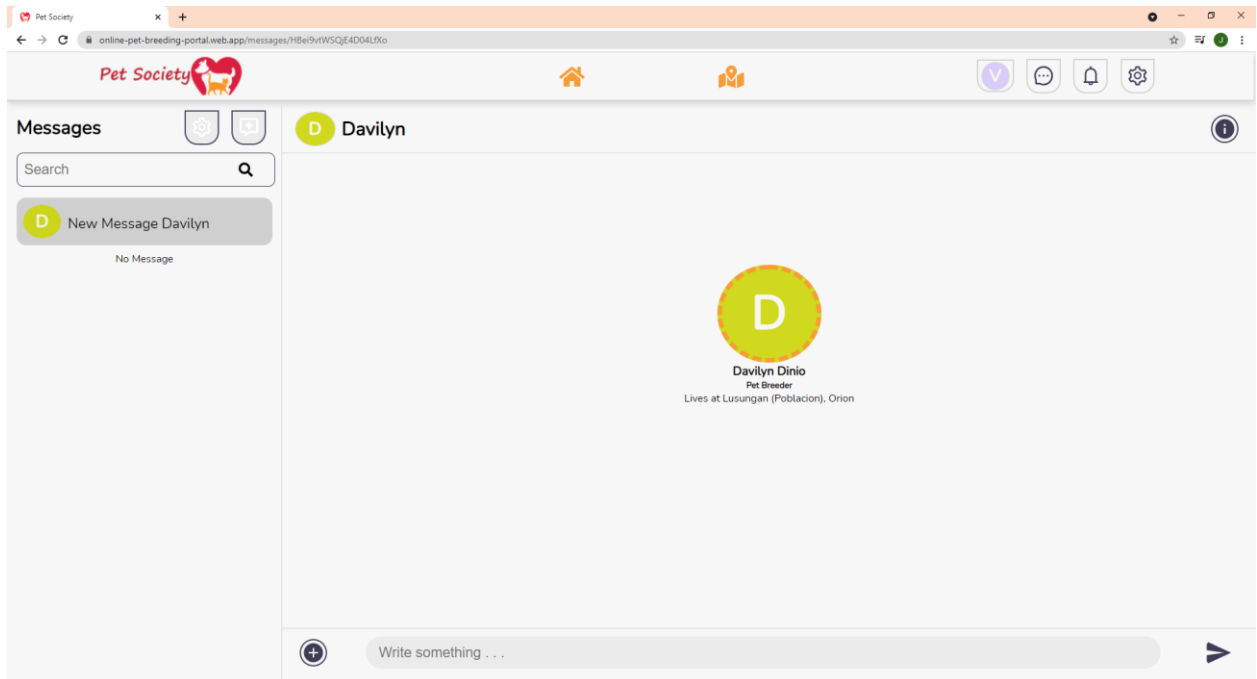 Pet Society
online-pet-breeding-portal.web.app/messages/HBei9vtWSQjE4D04LfXo
J
Pet Society
V
Messages
D Davilyn
Search
D New Message Davilyn
No Message
D
Davilyn Dinio
Pet Breeder
Lives at Lusungan (Poblacion), Orion
Write something . . .